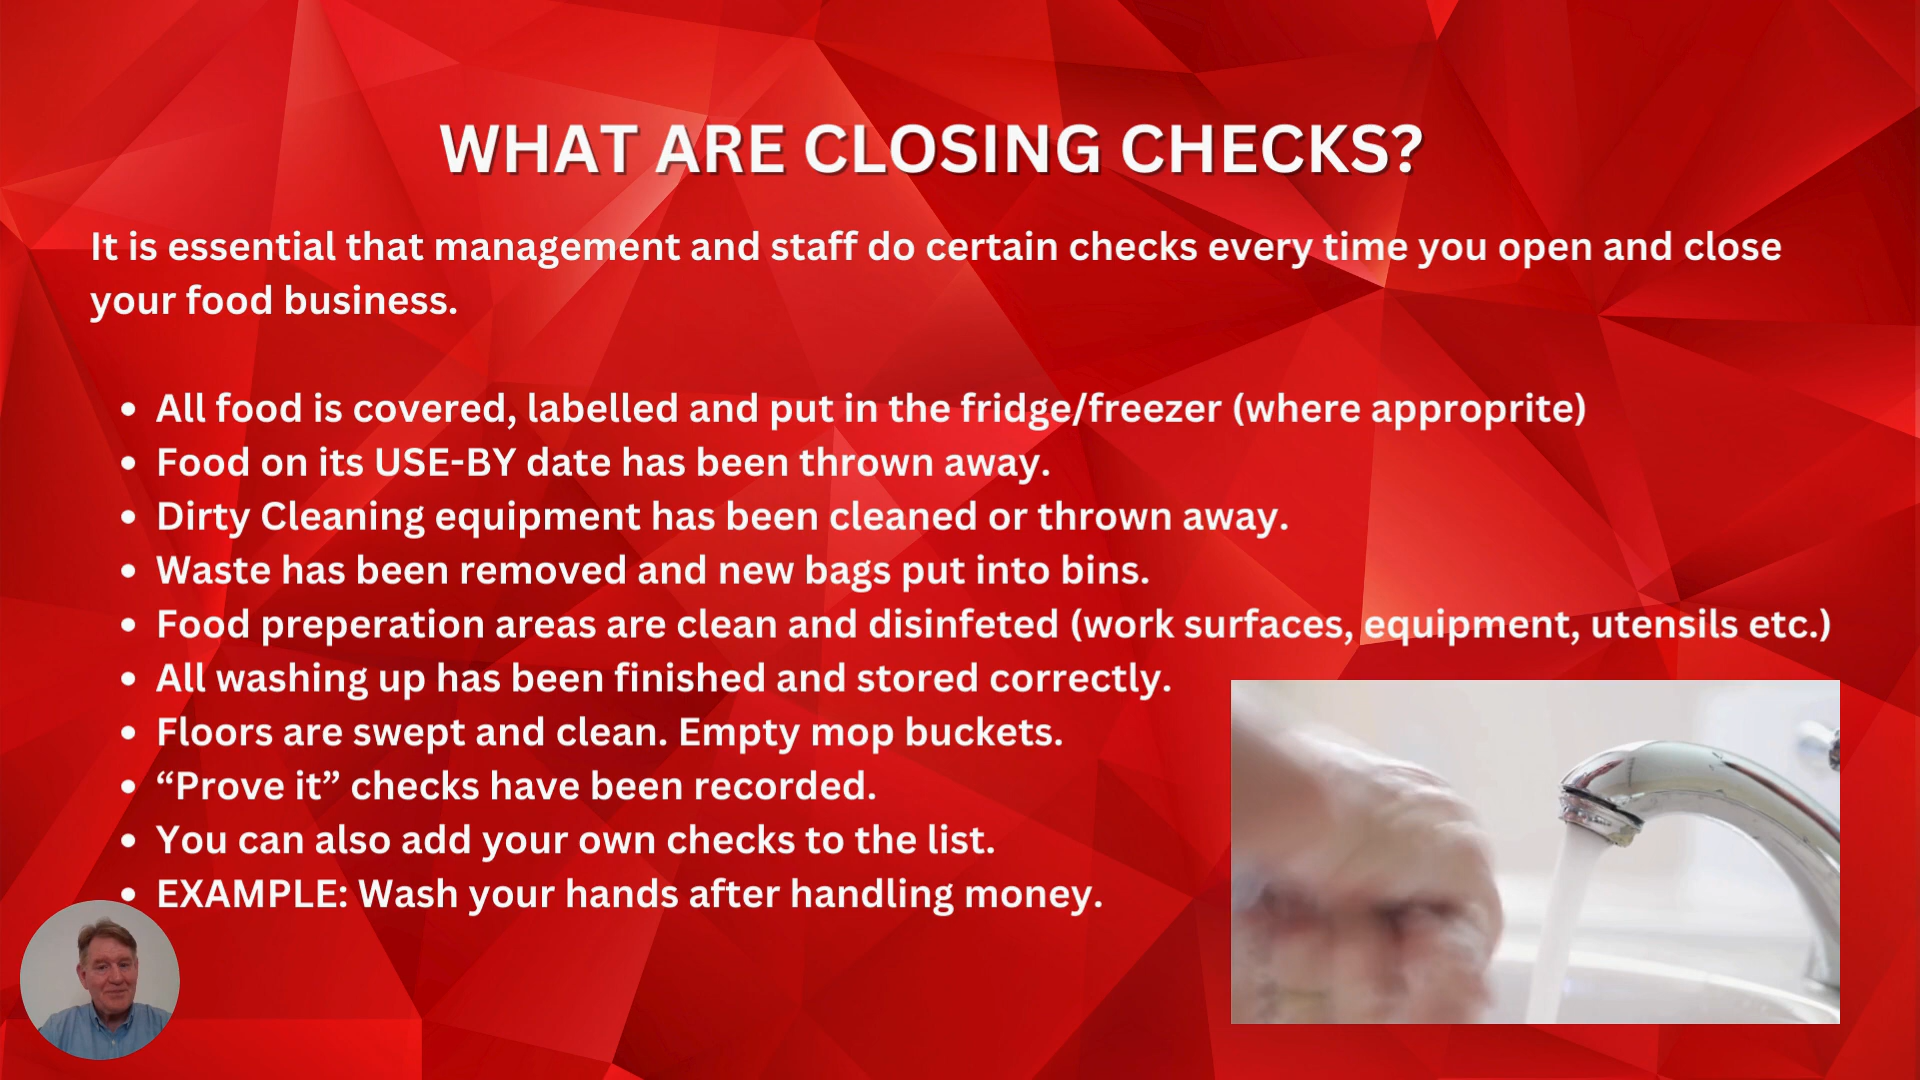 WHAT ARE CLOSING CHECKS?
It is essential that management and staff do certain checks every time you open and close
your food business.
• All food is covered, labelled and put in the fridge/freezer (where approprite)
• Food on its USE-BY date has been thrown away.
• Dirty Cleaning equipment has been cleaned or thrown away.
• Waste has been removed and new bags put into bins.
• Food preperation areas are clean and disinfeted (work surfaces, equipment, utensils etc.)
• All washing up has been finished and stored correctly.
• Floors are swept and clean. Empty mop buckets.
• “Prove it” checks have been recorded.
• You can also add your own checks to the list.
• EXAMPLE: Wash your hands after handling money.